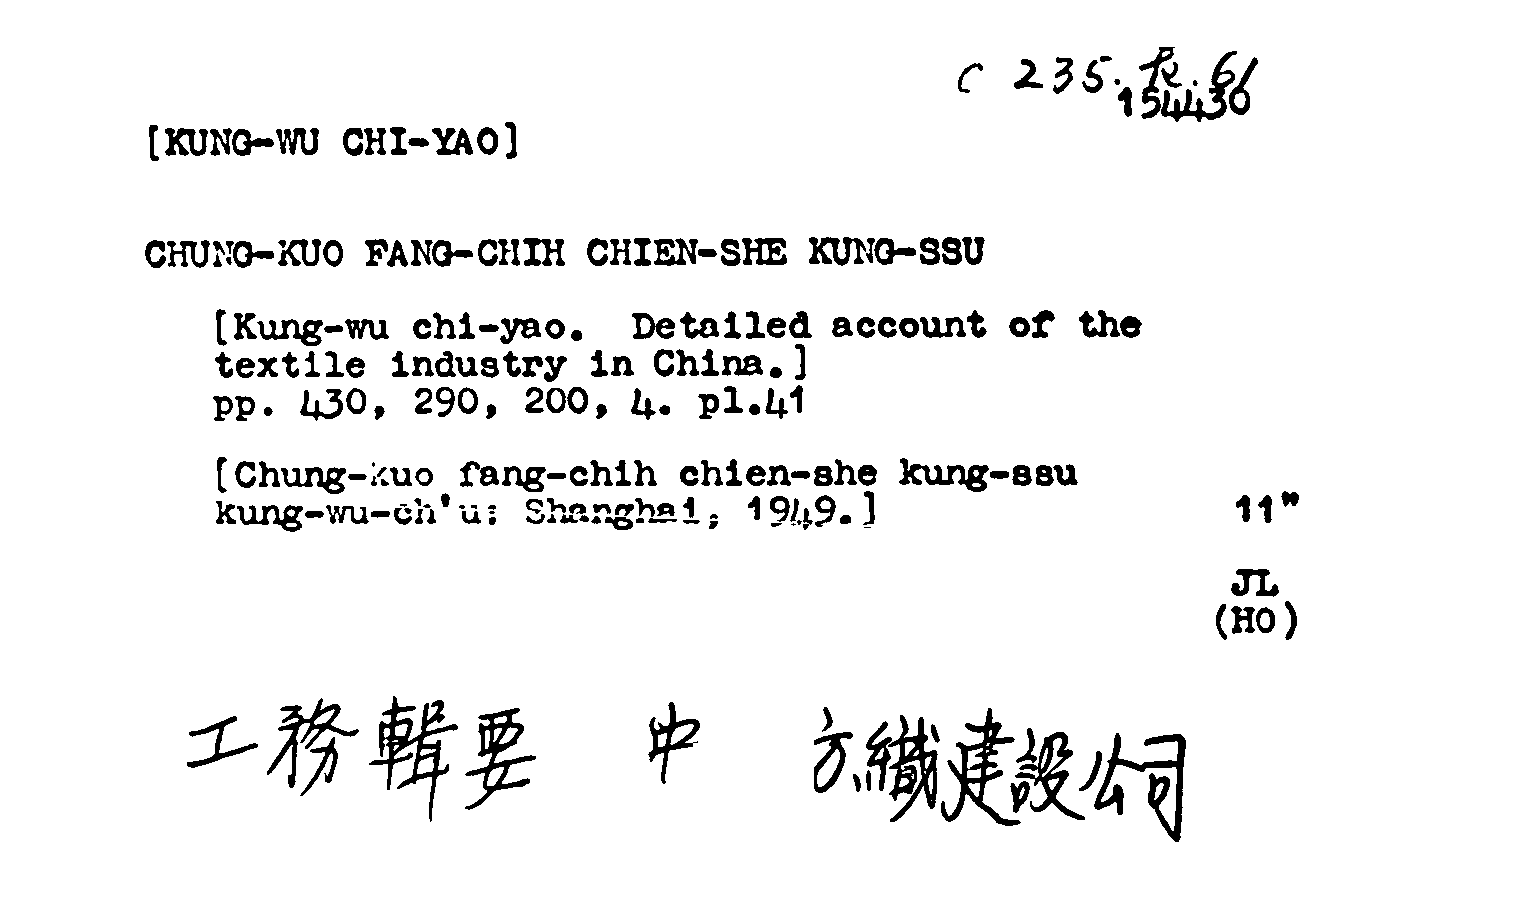 C 235. k. 61
154430
[KUNG-WU CHI-YAO]
CHUNG-KUO FANG-CHIH CHIEN-SHE KUNG-SSU
[Kung-wu chi-yao. Detailed account of the
textile industry in China.]
pp. 430, 290, 200, 4. pl.41
[Chung-kuo fang-chih chien-she kung-ssu
kung-wu-ch'u: Shanghai, 1949.]
11"
JL
(HO)
工務輯要 中 方織建設公司